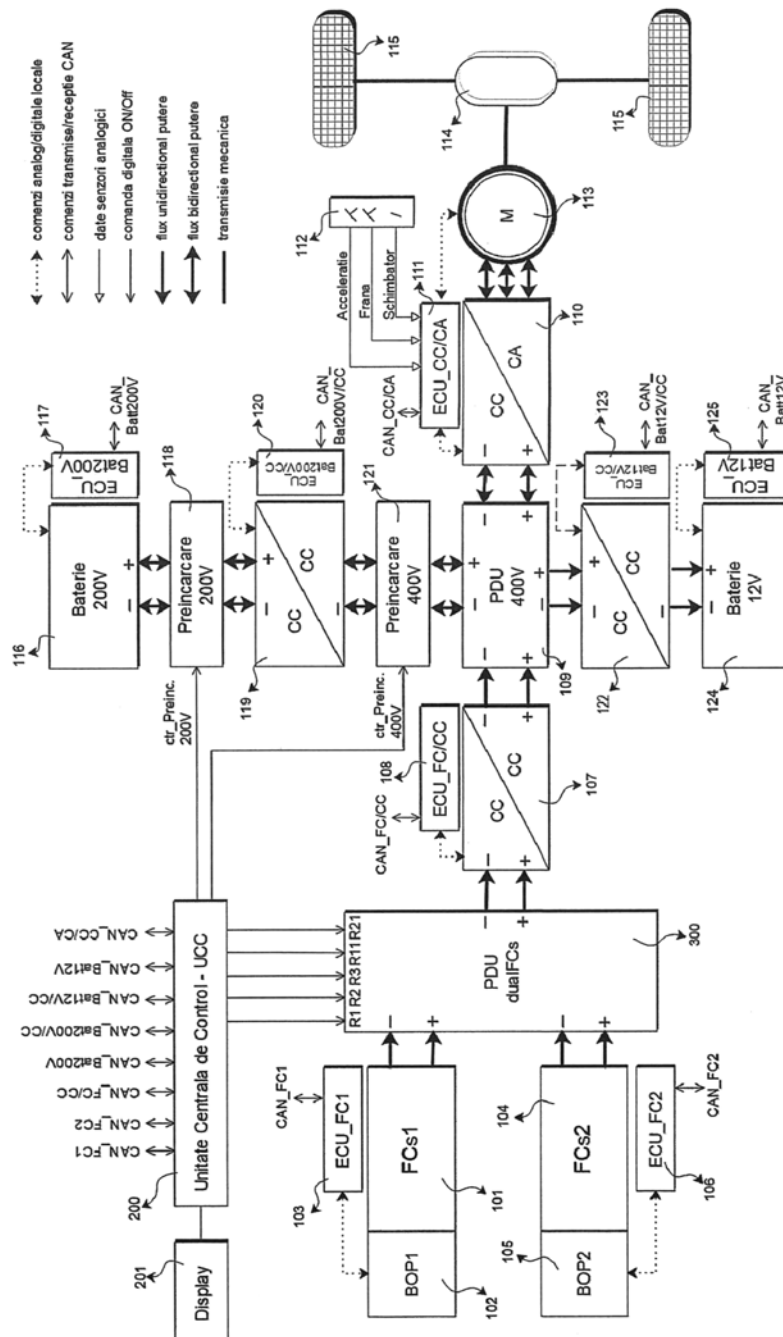 comenzi analog/digitale locale
comenzi transmise/receptie CAN
date senzori analogici
comanda digitala ON/Off
flux unidirectional putere
flux bidirectional putere
transmisie mecanica
115
114
115
M
113
112
Acceleratie
Frana
Schimbator
111
ECU_CC/CA
CAN_CC/CA
CC
CA
110
117
ECU_
Bat200V
CAN_
Batt200V
Baterie
200V
- +
116
118
Preincarcare
200V
ctr_Preinc.
200V
120
ECU_
Bat200V/CC
CAN_
Bat200V/CC
- +
CC
CC
-
119
121
Preincarcare
400V
ctr_Preinc.
400V
- +
PDU
400V
- +
- +
- +
- +
109
123
ECU_
Bat12V/CC
CAN_
Bat12V/CC
- +
CC
CC
- +
122
125
ECU_
Bat12V
CAN_
Batt12V
- +
Baterie
12V
124
108
ECU_FC/CC
CAN_FC/CC
CC
CC
- +
107
CAN_FC1
CAN_FC2
CAN_FC/CC
CAN_Bat200V
CAN_Bat200V/CC
CAN_Bat12V/CC
CAN_Bat12V
CAN_CC/CA
Unitate Centrala de Control - UCC
200
Display
201
R1 R2 R3 R11 R21
PDU
dualFCs
- +
- +
- +
300
CAN_FC1
ECU_FC1
103
FCs1
101
BOP1
102
104
FCs2
105
BOP2
ECU_FC2
106
CAN_FC2